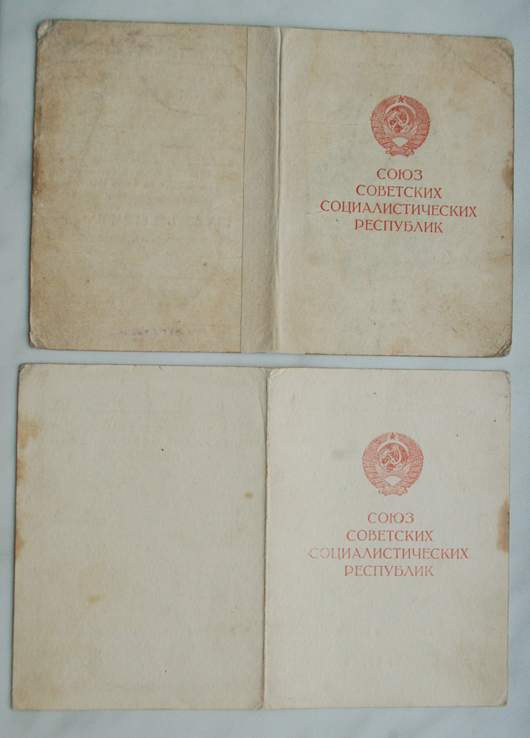 СОЮЗ
СОВЕТСКИХ
СОЦИАЛИСТИЧЕСКИХ
РЕСПУБЛИК
СОЮЗ
СОВЕТСКИХ
СОЦИАЛИСТИЧЕСКИХ
РЕСПУБЛИК